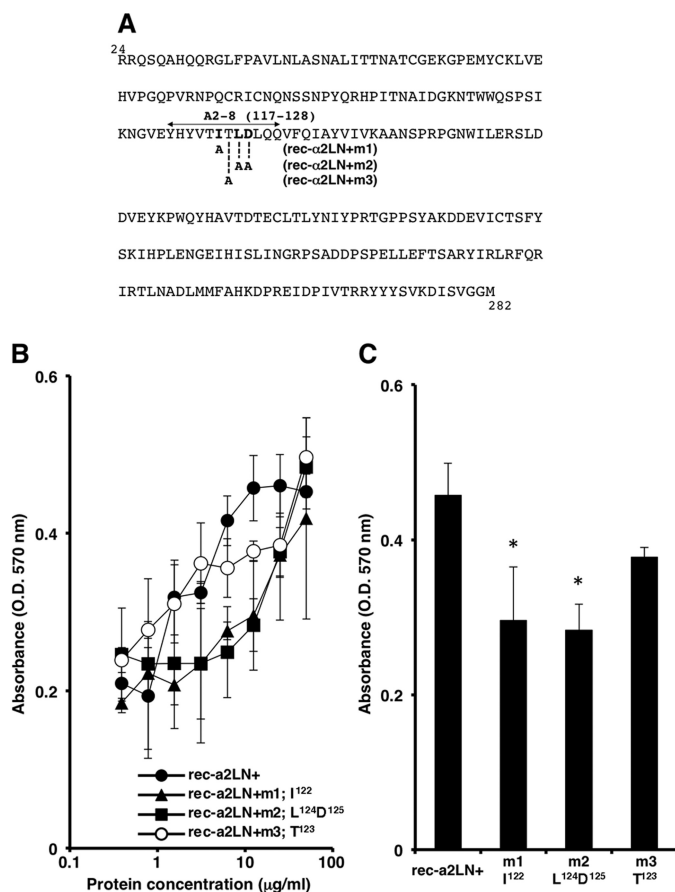 A
24
RRQSQAHQQRGLFPAVLNLASNALITTNATCGEKGPEMYCKLVE
HVPGQPVRNPQCRICNQNSSNPYQRHPITNAIDGKNTWWQSPSI
A2-8 (117-128)
KNGVEYHYVTITLDLQQVFQIAYVIVKAANSPRPGNWILERSLD
A (rec-α2LN+m1)
AA (rec-α2LN+m2)
A (rec-α2LN+m3)
DVEYKPWQYHAVTDTECLTLYNIYPRTGPPSYAKDDEVICTSFY
SKIHPLENGEIHISLINGRPSADDPSPELLEFTSARYIRLRFQR
IRTLNADLMMFAHKDPREIDPIVTRRYYYSVKDISVGGM
282
B
0.6
0.4
0.2
0
0.1 1 10 100
Absorbance (O.D. 570 nm)
Protein concentration (μg/ml)
rec-a2LN+
rec-a2LN+m1; I¹²²
rec-a2LN+m2; L¹²⁴D¹²⁵
rec-a2LN+m3; T¹²³
C
0.6
0.4
0.2
0
Absorbance (O.D. 570 nm)
* *
rec-a2LN+ m1 m2 m3
I¹²² L¹²⁴D¹²⁵ T¹²³